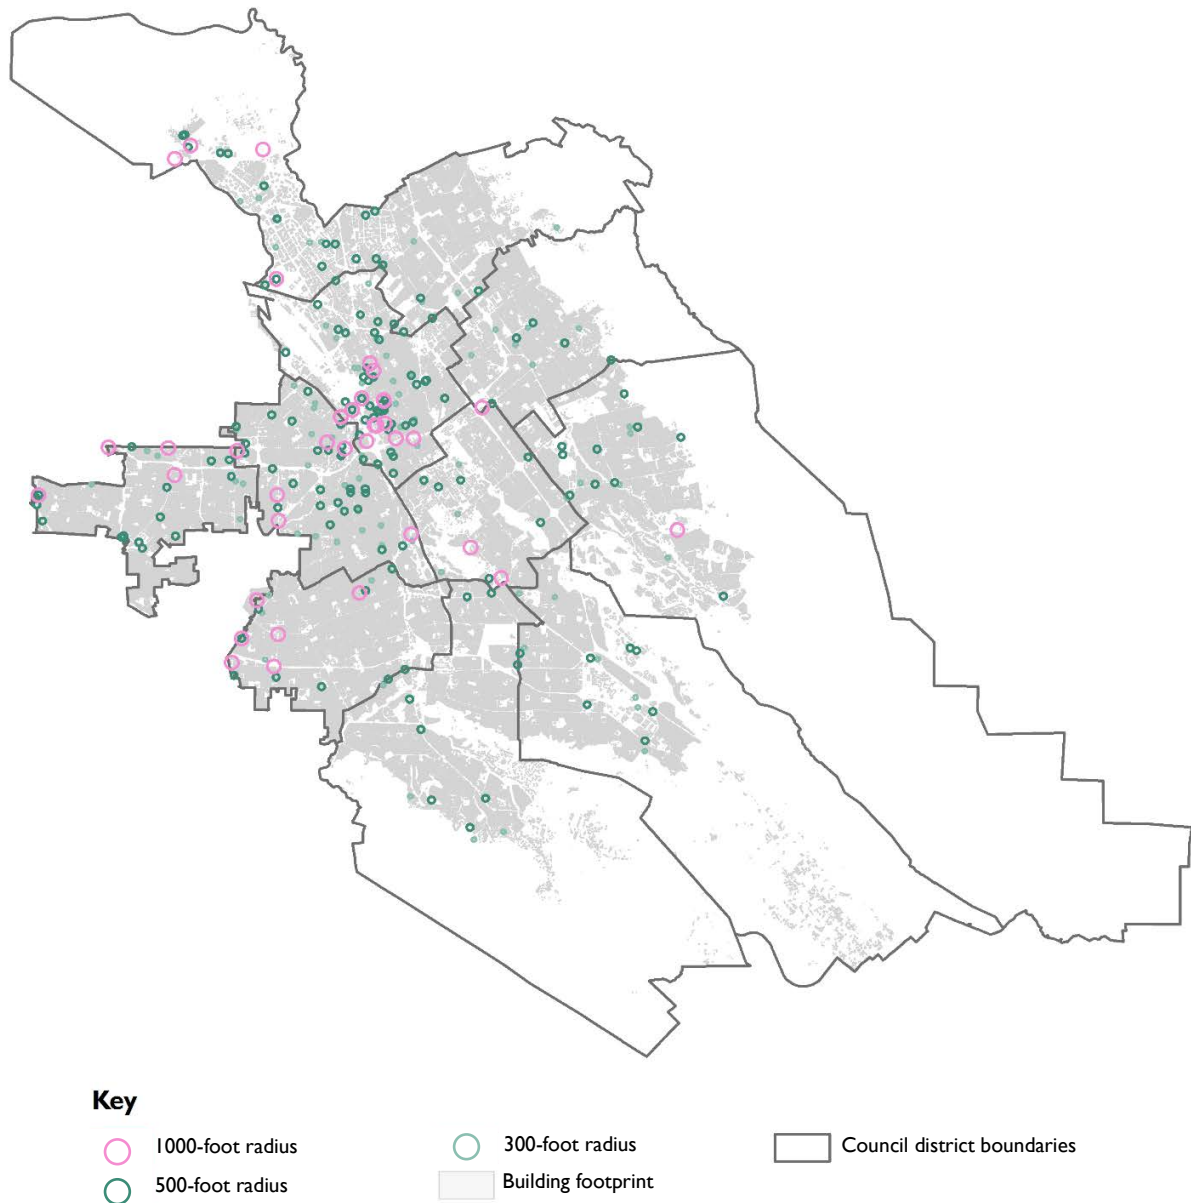 Key
1000-foot radius
500-foot radius
300-foot radius
Building footprint
Council district boundaries